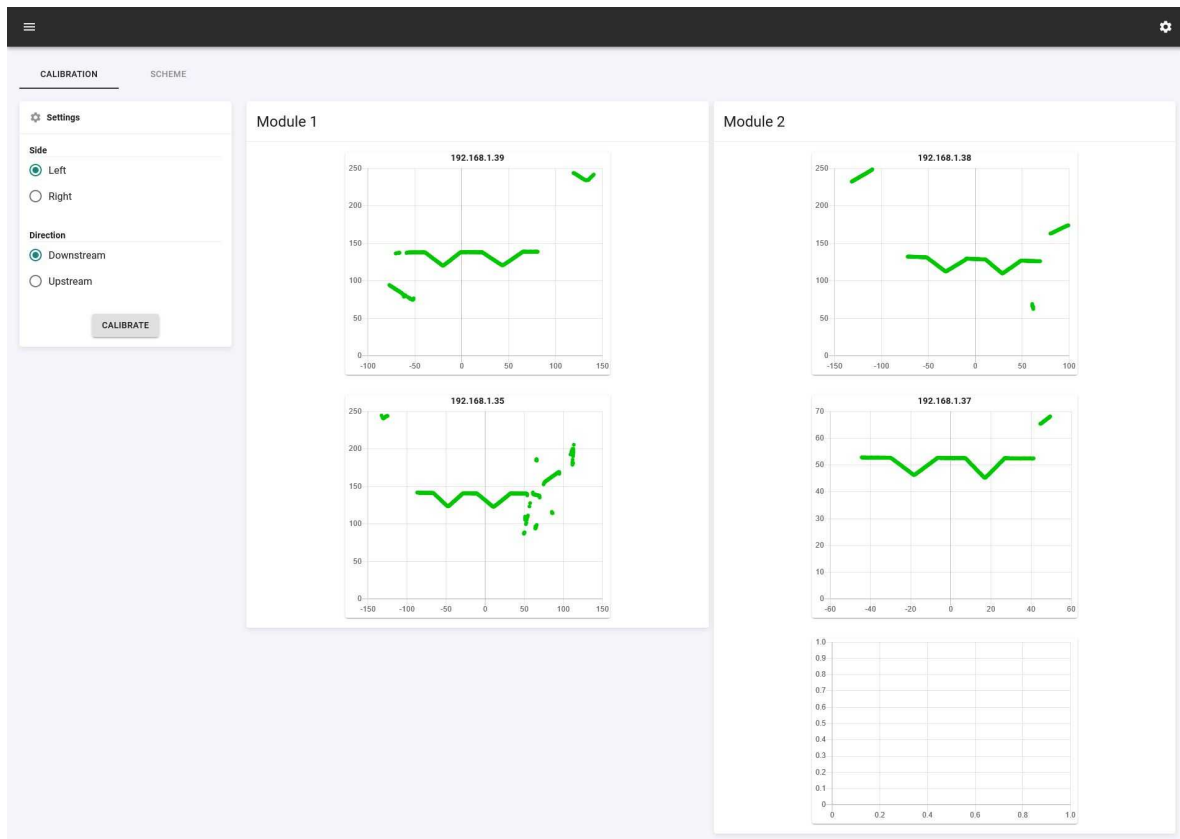 CALIBRATION SCHEME
Settings
Side
Left
Right
Direction
Downstream
Upstream
CALIBRATE
Module 1
192.168.1.39
250
200
150
100
50
0
-100 -50 0 50 100 150
192.168.1.35
250
200
150
100
50
0
-150 -100 -50 0 50 100 150
Module 2
192.168.1.38
250
200
150
100
50
0
-150 -100 -50 0 50 100
192.168.1.37
70
60
50
40
30
20
10
0
-60 -40 -20 0 20 40 60
1.0
0.9
0.8
0.7
0.6
0.5
0.4
0.3
0.2
0.1
0
0 0.2 0.4 0.6 0.8 1.0